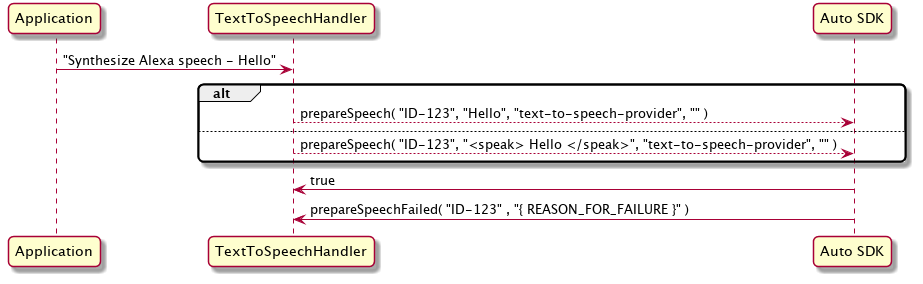 Application
TextToSpeechHandler
Auto SDK
"Synthesize Alexa speech - Hello"
alt
prepareSpeech( "ID-123", "Hello", "text-to-speech-provider", "" )
prepareSpeech( "ID-123", "<speak> Hello </speak>", "text-to-speech-provider", "" )
true
prepareSpeechFailed( "ID-123" , "{ REASON_FOR_FAILURE }" )
Application
TextToSpeechHandler
Auto SDK